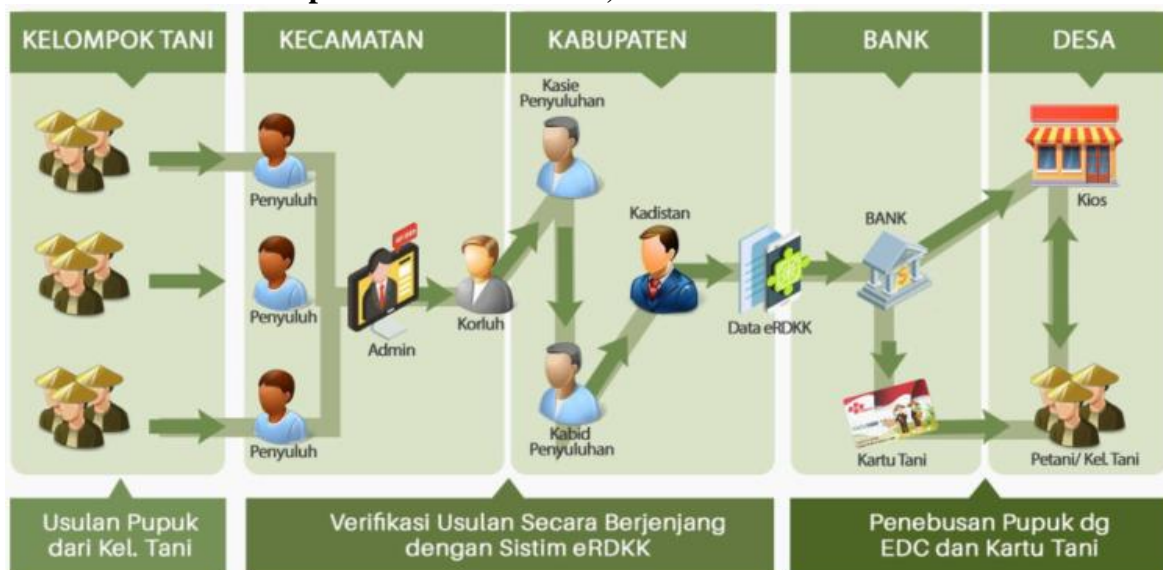 KELOMPOK TANI
KECAMATAN
KABUPATEN
BANK
DESA
Kasie
Penyuluhan
Penyuluh
Kios
Kadistan
BANK
Penyuluh
Admin
Korluh
Data eRDKK
Penyuluh
Kabid
Penyuluhan
Kartu Tani
Petani/ Kel. Tani
Usulan Pupuk
dari Kel. Tani
Verifikasi Usulan Secara Berjenjang
dengan Sistim eRDKK
Penebusan Pupuk dg
EDC dan Kartu Tani